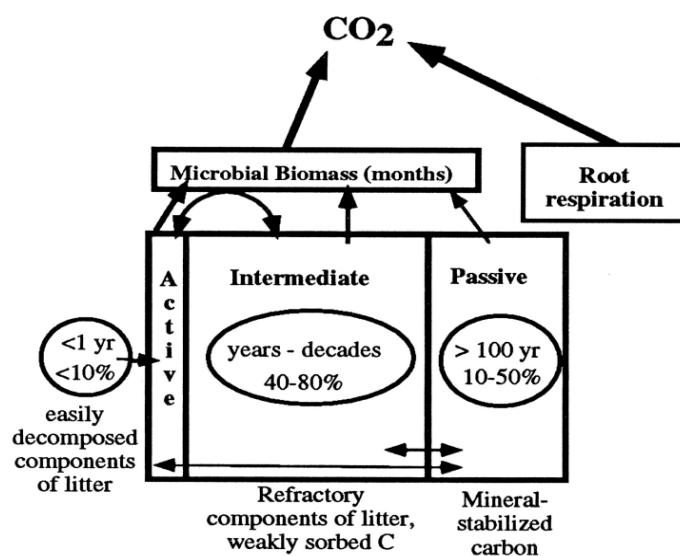 CO2
Microbial Biomass (months)
Root
respiration
Active
Intermediate
Passive
<1 yr
<10%
years - decades
40-80%
> 100 yr
10-50%
easily
decomposed
components
of litter
Refractory
components of litter,
weakly sorbed C
Mineral-
stabilized
carbon